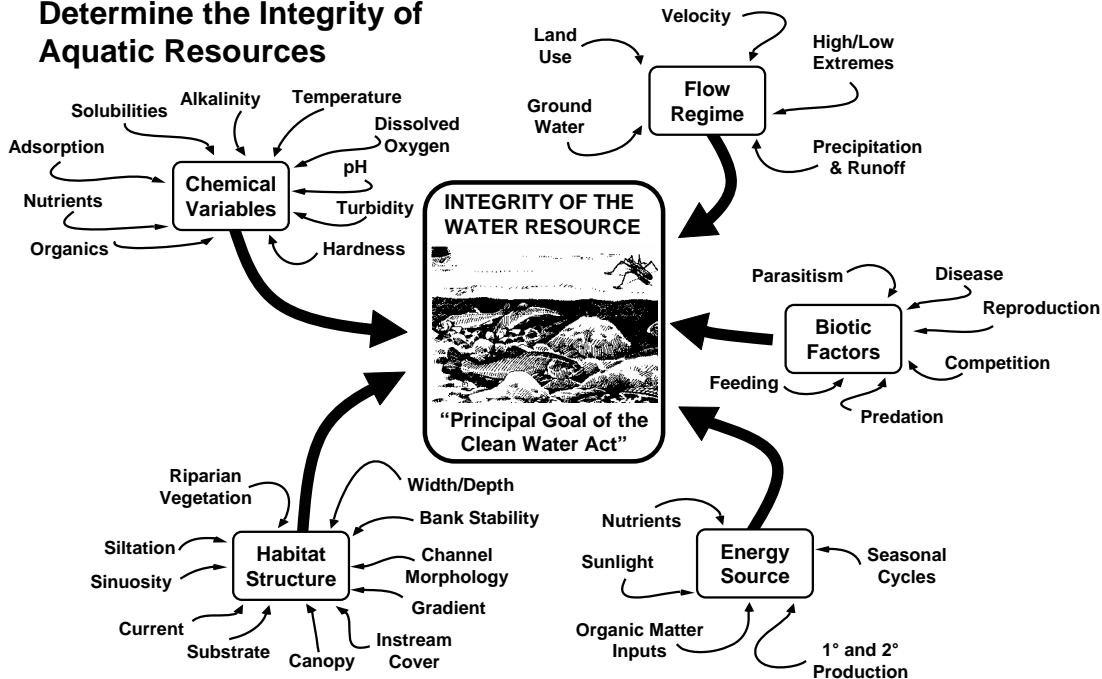 Determine the Integrity of
Aquatic Resources
Velocity
Land
Use
High/Low
Extremes
Flow
Regime
Ground
Water
Precipitation
& Runoff
Alkalinity
Temperature
Solubilities
Dissolved
Oxygen
Adsorption
pH
Chemical
Variables
Nutrients
Turbidity
Organics
Hardness
INTEGRITY OF THE
WATER RESOURCE
“Principal Goal of the
Clean Water Act”
Parasitism
Disease
Reproduction
Biotic
Factors
Competition
Feeding
Predation
Riparian
Vegetation
Width/Depth
Bank Stability
Siltation
Habitat
Structure
Channel
Morphology
Sinuosity
Gradient
Current
Substrate
Canopy
Instream
Cover
Nutrients
Energy
Source
Sunlight
Seasonal
Cycles
Organic Matter
Inputs
1° and 2°
Production